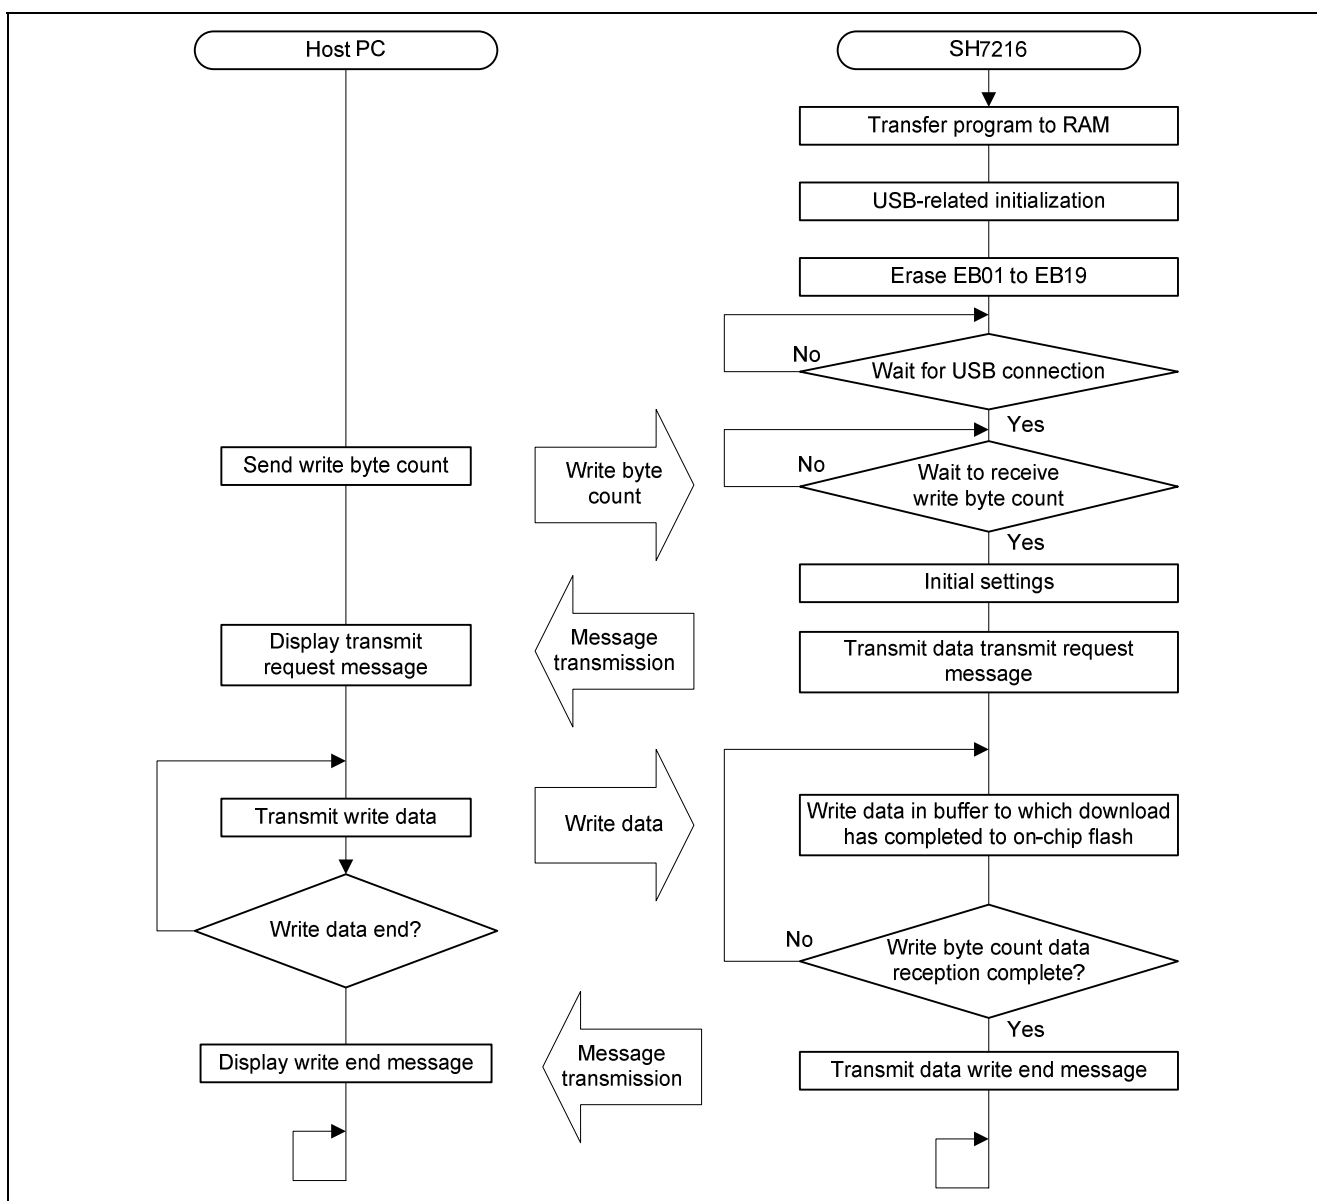 Host PC
SH7216
Transfer program to RAM
USB-related initialization
Erase EB01 to EB19
No
Wait for USB connection
Yes
Send write byte count
Write byte
count
No
Wait to receive
write byte count
Yes
Initial settings
Display transmit
request message
Message
transmission
Transmit data transmit request
message
Transmit write data
Write data
Write data in buffer to which download
has completed to on-chip flash
Write data end?
No
Write byte count data
reception complete?
Yes
Display write end message
Message
transmission
Transmit data write end message